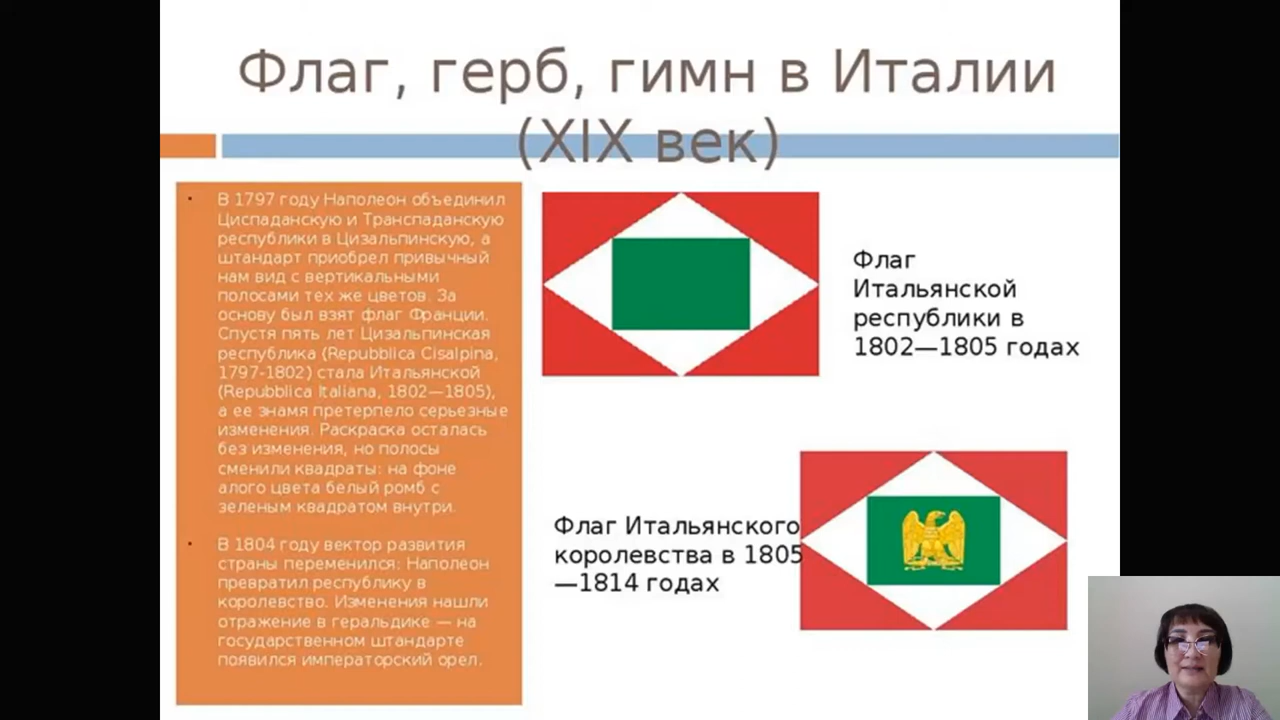 Флаг, герб, гимн в Италии
(XIX век)
В 1797 году Наполеон объединил
Циспаданскую и Транспаданскую
республики в Цизальпинскую, а
штандарт приобрел привычный
нам вид с вертикальными
полосами тех же цветов. За
основу был взят флаг Франции.
Спустя пять лет Цизальпинская
республика (Repubblica Cisalpina,
1797-1802) стала Итальянской
(Repubblica Italiana, 1802—1805),
а ее знамя претерпело серьезные
изменения. Раскраска осталась
без изменения, но полосы
сменили квадраты: на фоне
алого цвета белый ромб с
зеленым квадратом внутри.
В 1804 году вектор развития
страны переменился: Наполеон
превратил республику в
королевство. Изменения нашли
отражение в геральдике — на
государственном штандарте
появился императорский орел.
Флаг
Итальянской
республики в
1802—1805 годах
Флаг Итальянского
королевства в 1805
—1814 годах